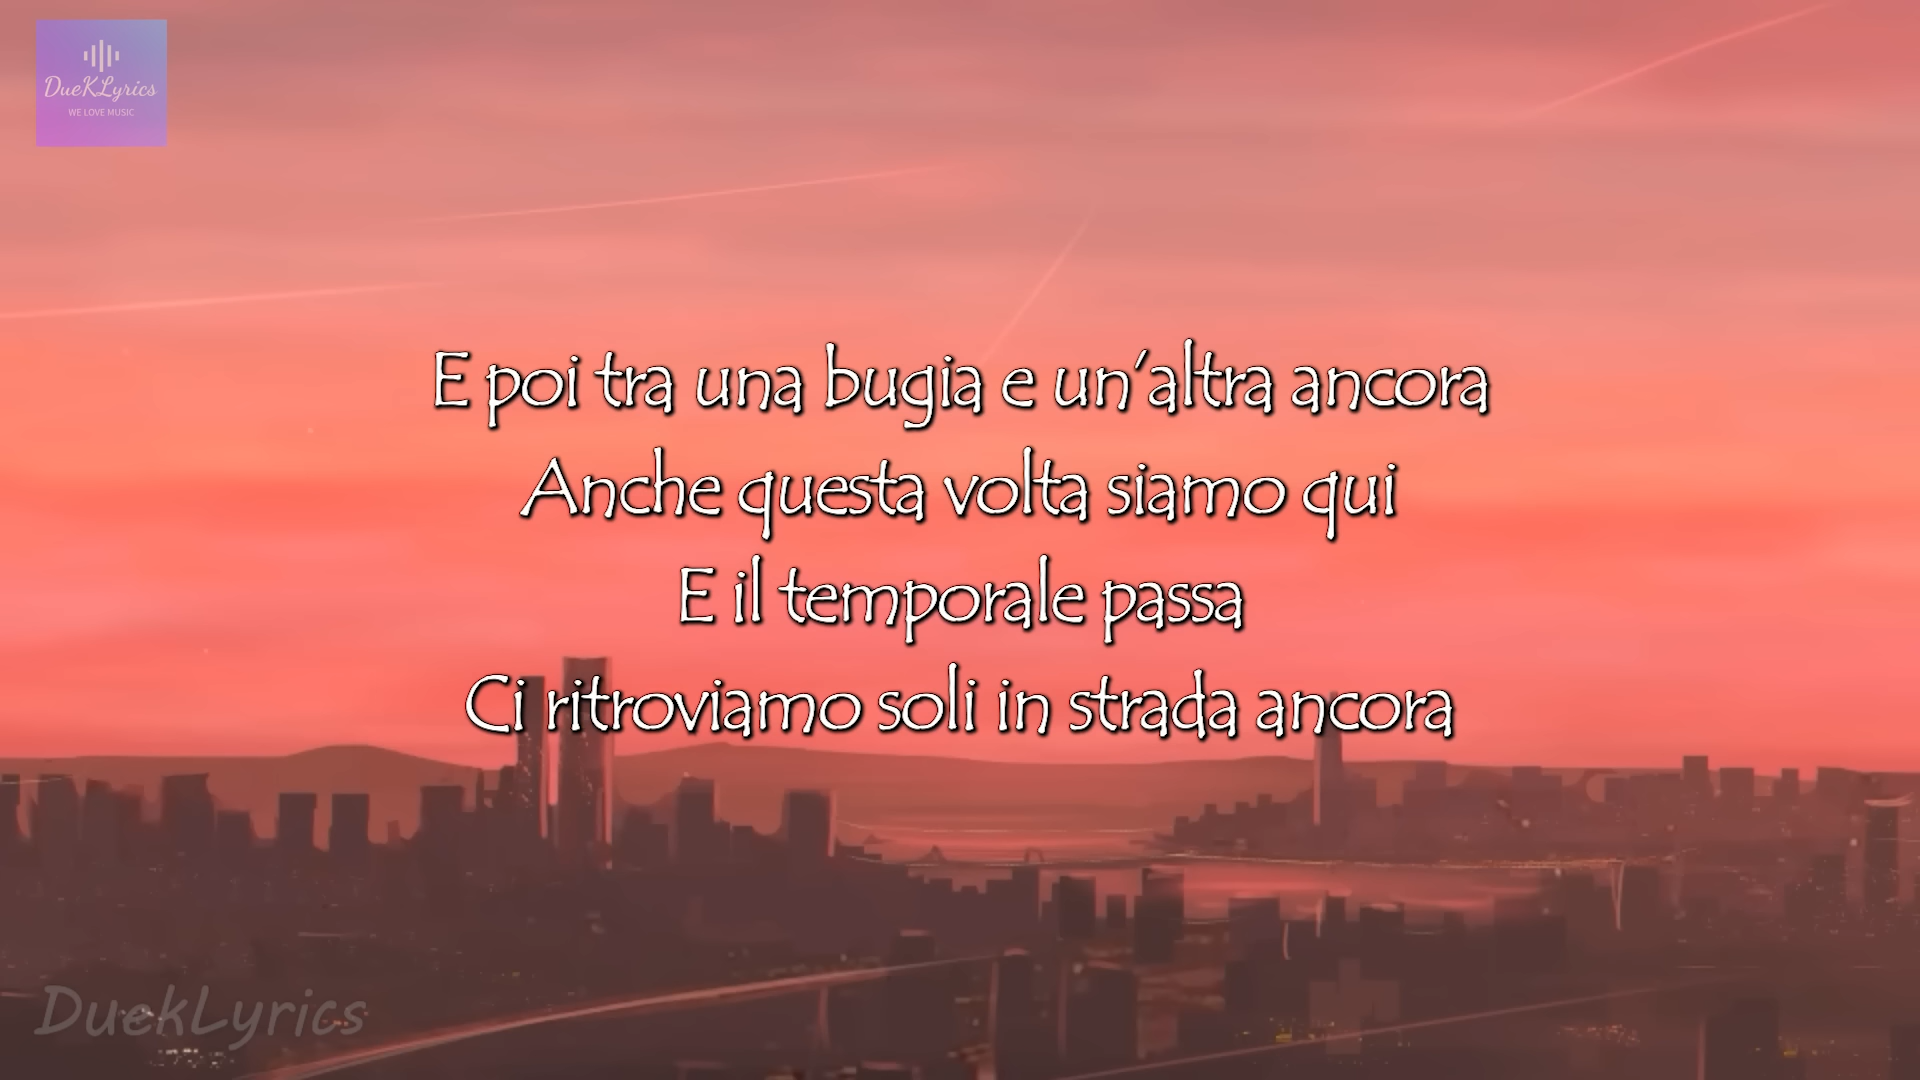 DueKLyrics
WE LOVE MUSIC
E poi tra una bugia e un'altra ancora
Anche questa volta siamo qui
E il temporale passa
Ci ritroviamo soli in strada ancora
DuekLyrics